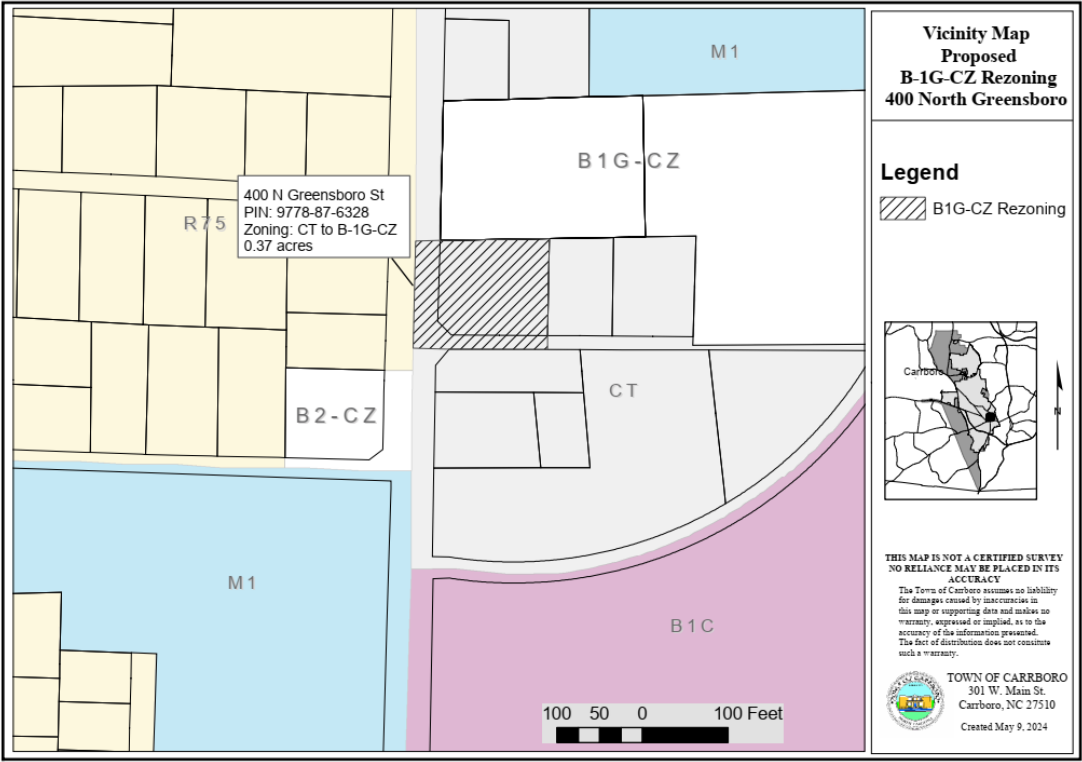 M1
B1G-CZ
400 N Greensboro St
PIN: 9778-87-6328
Zoning: CT to B-1G-CZ
0.37 acres
R75
CT
B2-CZ
M1
B1C
100 50 0 100 Feet
Vicinity Map
Proposed
B-1G-CZ Rezoning
400 North Greensboro
Legend
B1G-CZ Rezoning
Carrboro
N
THIS MAP IS NOT A CERTIFIED SURVEY
NO RELIANCE MAY BE PLACED IN ITS
ACCURACY
The Town of Carrboro assumes no liablility
for damages caused by inaccuracies in
this map or supporting data and makes no
warranty, expressed or implied, as to the
accuracy of the information presented.
The fact of distribution does not consitute
such a warranty.
TOWN OF CARRBORO
301 W. Main St.
Carrboro, NC 27510
Created May 9, 2024